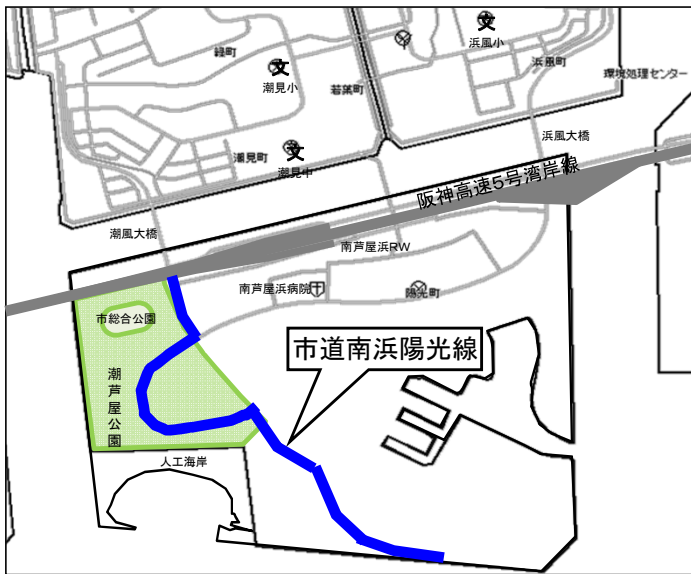 文
浜風小
緑町
文
潮見小
若葉町
浜風町
環境処理センター
浜風大橋
潮見町
文
潮見中
阪神高速5号湾岸線
潮風大橋
南芦屋浜RW
南芦屋浜病院
陽光町
市総合公園
市道南浜陽光線
潮芦屋公園
人工海岸